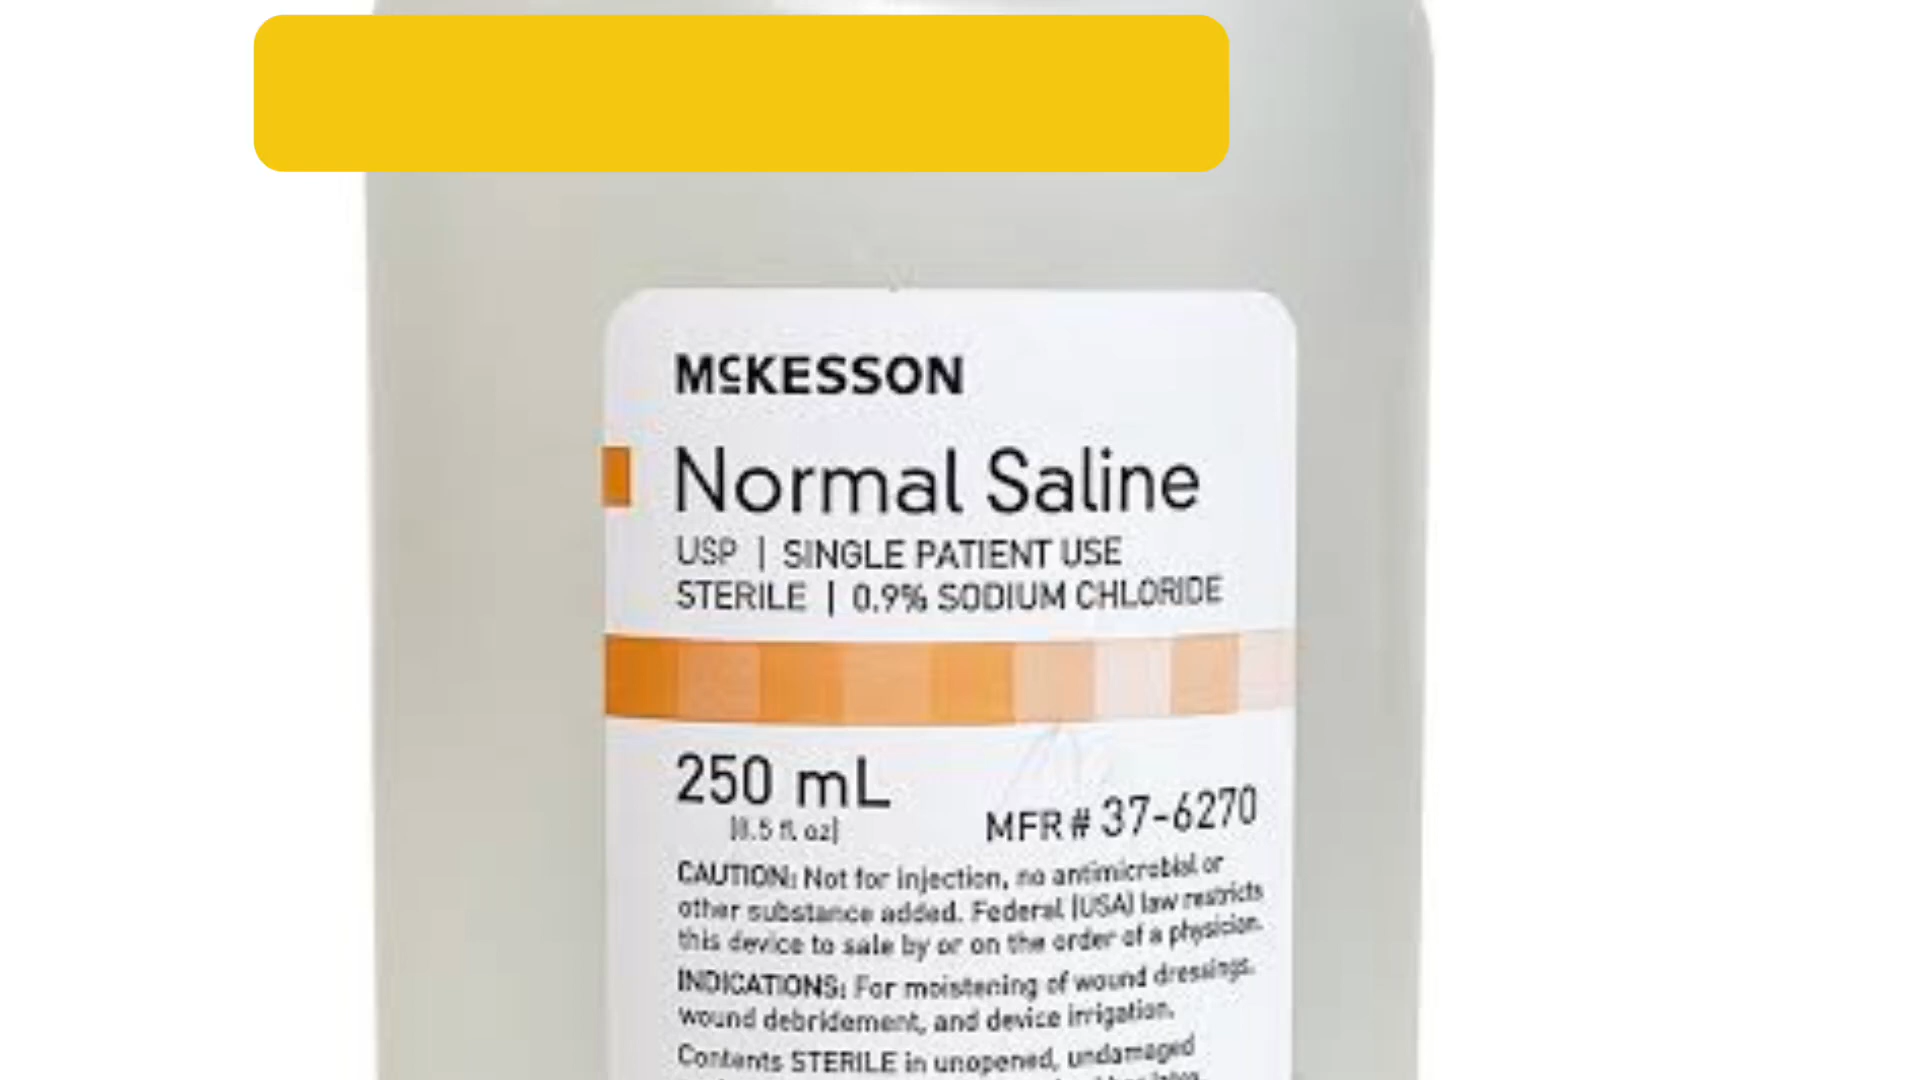 McKESSON
Normal Saline
USP | SINGLE PATIENT USE
STERILE | 0.9% SODIUM CHLORIDE
250 mL
(8.5 fl oz)
MFR # 37-6270
CAUTION: Not for injection, no antimicrobial or
other substance added. Federal (USA) law restricts
this device to sale by or on the order of a physician.
INDICATIONS: For moistening of wound dressings,
wound debridement, and device irrigation.
Contents STERILE in unopened, undamaged